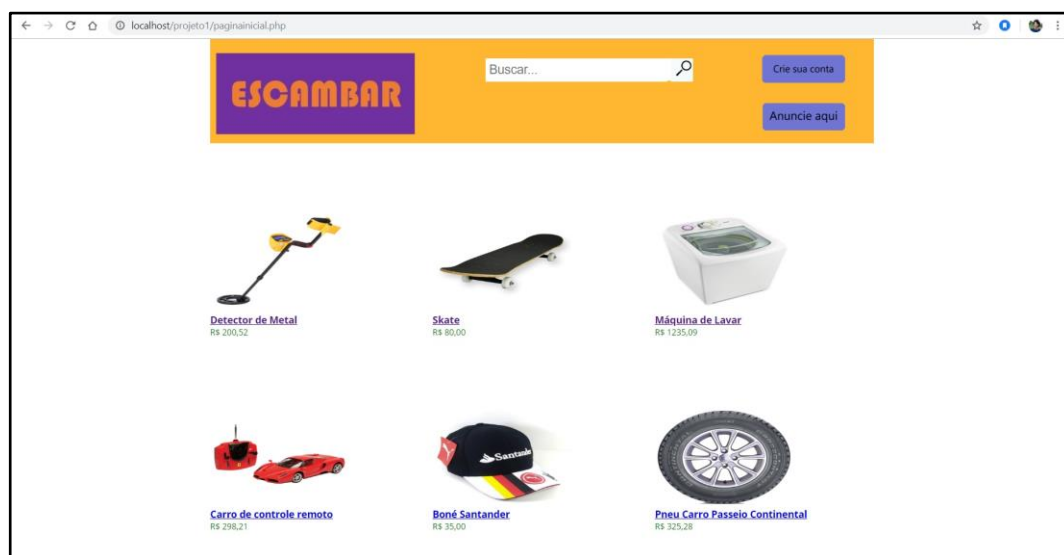 localhost/projeto1/paginainicial.php
ESCAMBAR
Buscar...
Crie sua conta
Anuncie aqui
Detector de Metal
R$ 200,52
Skate
R$ 80,00
Máquina de Lavar
R$ 1235,09
Santander
Carro de controle remoto
R$ 298,21
Boné Santander
R$ 35,00
Pneu Carro Passeio Continental
R$ 325,28